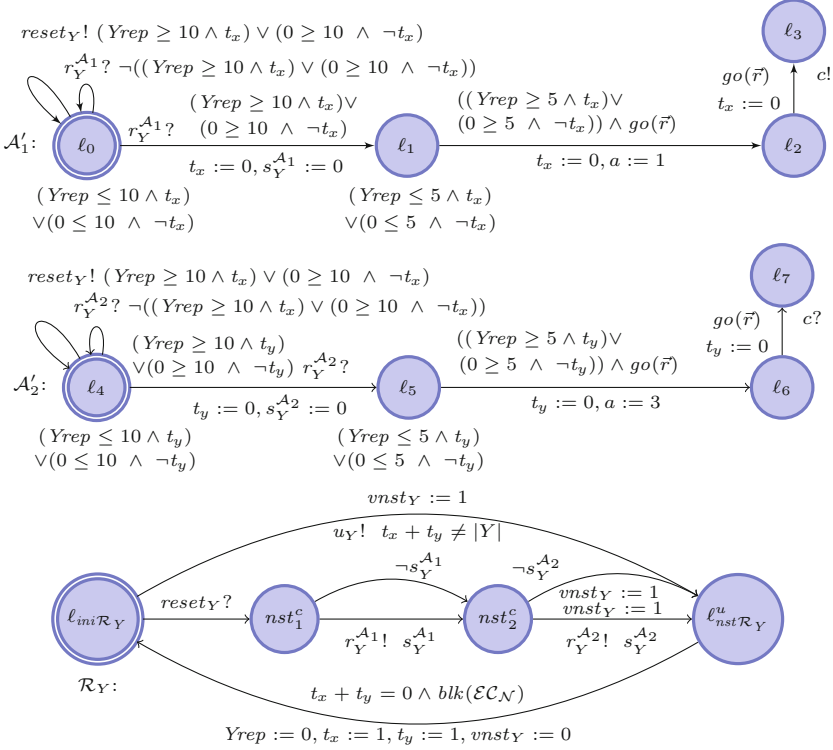 reset_Y! (Yrep ≥ 10 ∧ t_x) ∨ (0 ≥ 10 ∧ ¬t_x)
r_Y^{A_1}? ¬((Yrep ≥ 10 ∧ t_x) ∨ (0 ≥ 10 ∧ ¬t_x))
A'_1:
ℓ_0
r_Y^{A_1}?
(Yrep ≥ 10 ∧ t_x)∨
(0 ≥ 10 ∧ ¬t_x)
t_x := 0, s_Y^{A_1} := 0
(Yrep ≤ 10 ∧ t_x)
∨(0 ≤ 10 ∧ ¬t_x)
ℓ_1
(Yrep ≤ 5 ∧ t_x)
∨(0 ≤ 5 ∧ ¬t_x)
((Yrep ≥ 5 ∧ t_x)∨
(0 ≥ 5 ∧ ¬t_x)) ∧ go(r⃗)
t_x := 0, a := 1
ℓ_2
go(r⃗) c!
t_x := 0
ℓ_3
reset_Y! (Yrep ≥ 10 ∧ t_x) ∨ (0 ≥ 10 ∧ ¬t_x)
r_Y^{A_2}? ¬((Yrep ≥ 10 ∧ t_x) ∨ (0 ≥ 10 ∧ ¬t_x))
A'_2:
ℓ_4
(Yrep ≥ 10 ∧ t_y)
∨(0 ≥ 10 ∧ ¬t_y) r_Y^{A_2}?
t_y := 0, s_Y^{A_2} := 0
(Yrep ≤ 10 ∧ t_y)
∨(0 ≤ 10 ∧ ¬t_y)
ℓ_5
(Yrep ≤ 5 ∧ t_y)
∨(0 ≤ 5 ∧ ¬t_y)
((Yrep ≥ 5 ∧ t_y)∨
(0 ≥ 5 ∧ ¬t_y)) ∧ go(r⃗)
t_y := 0, a := 3
ℓ_6
go(r⃗) c?
t_y := 0
ℓ_7
vnst_Y := 1
u_Y! t_x + t_y ≠ |Y|
ℓ_{ini R_Y}
R_Y:
reset_Y?
nst_1^c
¬s_Y^{A_1}
r_Y^{A_1}! s_Y^{A_1}
nst_2^c
¬s_Y^{A_2}
vnst_Y := 1
vnst_Y := 1
r_Y^{A_2}! s_Y^{A_2}
ℓ^u_{nst R_Y}
t_x + t_y = 0 ∧ blk(EC_N)
Yrep := 0, t_x := 1, t_y := 1, vnst_Y := 0